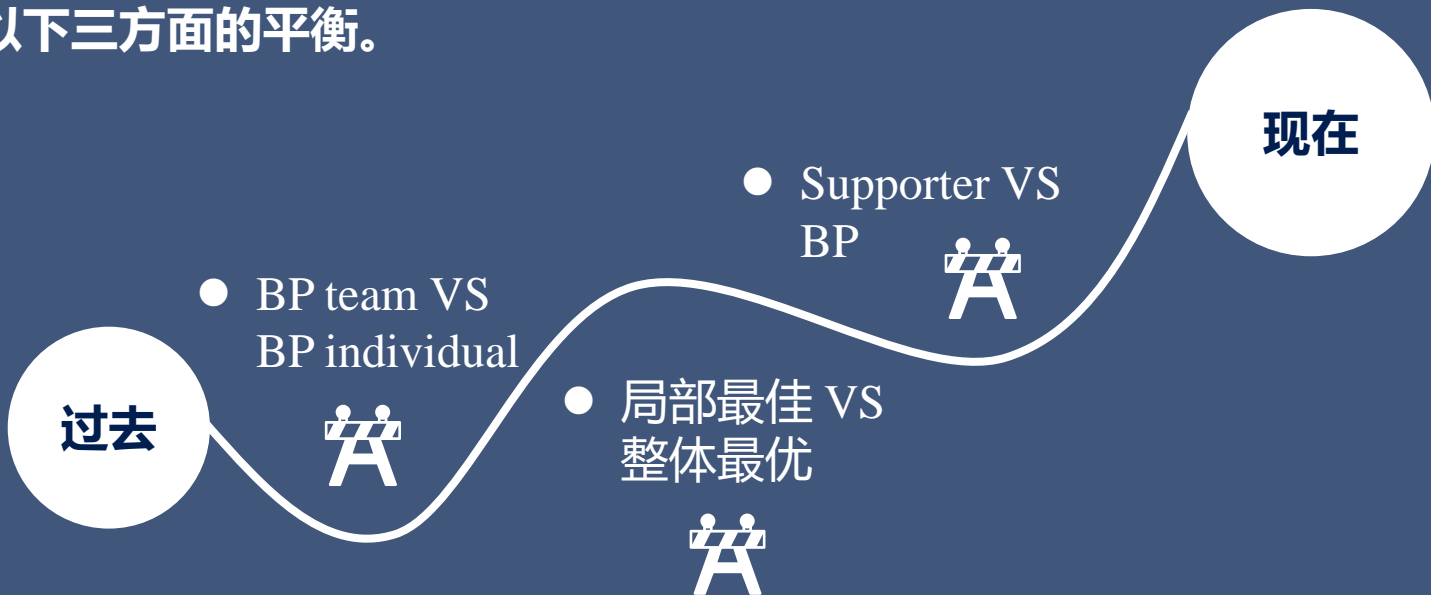 以下三方面的平衡。
现在
Supporter VS
BP
BP team VS
BP individual
过去
局部最佳 VS
整体最优